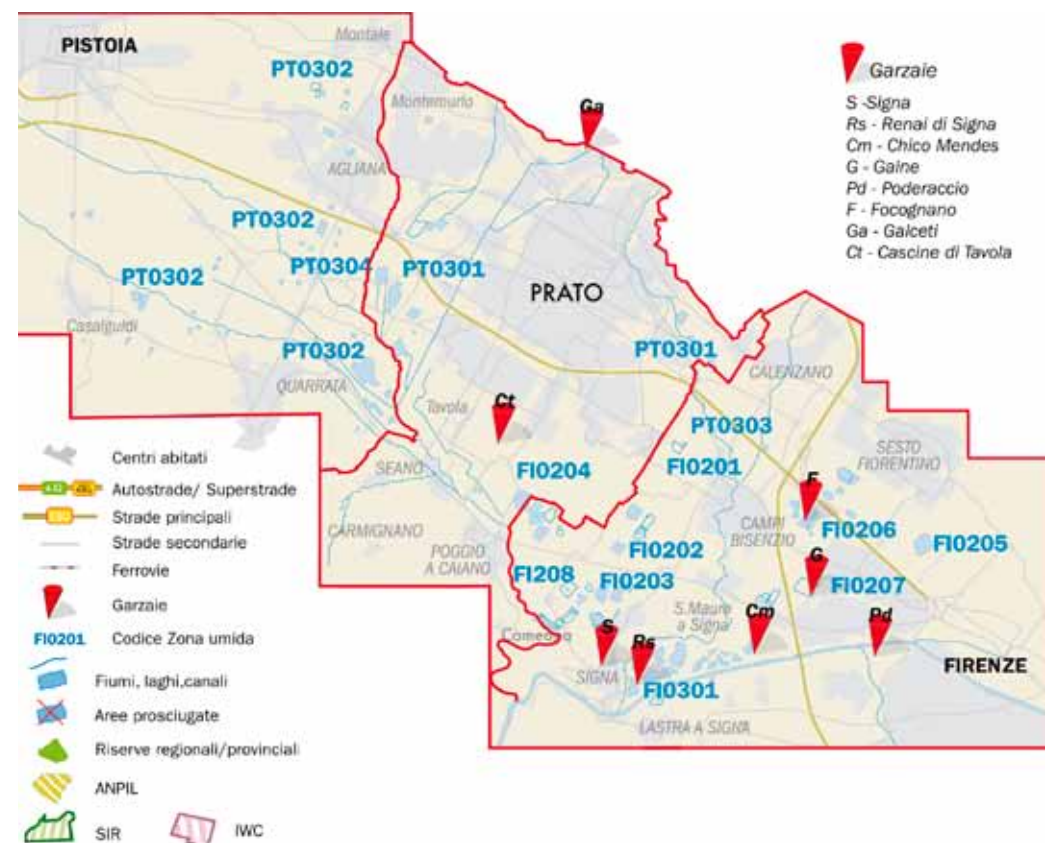 PISTOIA
Montale
PT0302
Montemurlo
Ga
AGLIANA
PT0302
PT0304
PT0301
PT0302
PRATO
Casalguidi
PT0302
PT0301
CALENZANO
QUARRATA
Tavola
Ct
PT0303
SEANO
FI0204
FI0201
SESTO
FIORENTINO
F
CARMIGNANO
POGGIO
A CAIANO
FI0202
CAMPI
BISENZIO
FI0206
FI0205
FI208
FI0203
G
FI0207
S.Mauro
a Signa
Cm
Pd
S
Rs
SIGNA
FI0301
FIRENZE
LASTRA A SIGNA
Garzaie
S -Signa
Rs - Renai di Signa
Cm - Chico Mendes
G - Gaine
Pd - Poderaccio
F - Focognano
Ga - Galceti
Ct - Cascine di Tavola
Centri abitati
Autostrade/ Superstrade
Strade principali
Strade secondarie
Ferrovie
Garzaie
FI0201 Codice Zona umida
Fiumi, laghi,canali
Aree prosciugate
Riserve regionali/provinciali
ANPIL
SIR IWC